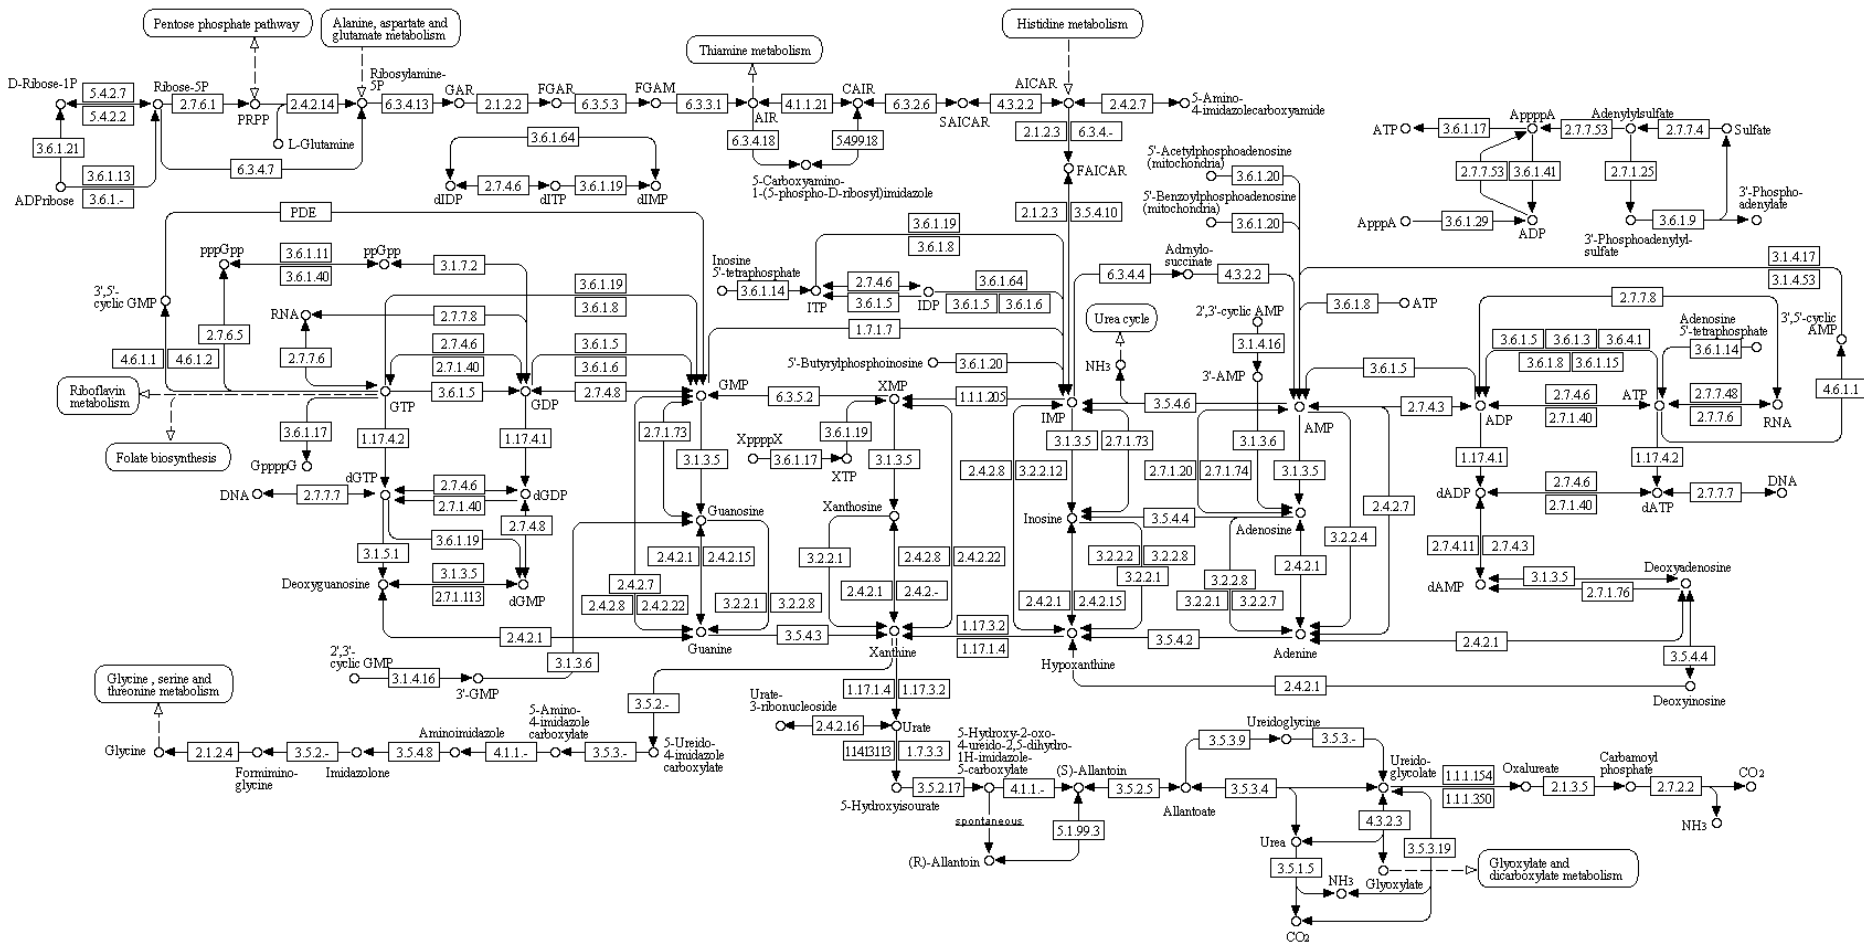 Pentose phosphate pathway
Alanine, aspartate and
glutamate metabolism
Thiamine metabolism
Histidine metabolism
D-Ribose-1P
5.4.2.7
5.4.2.2
Ribose-5P
2.7.6.1
PRPP
2.4.2.14
Ribosylamine-
5P
6.3.4.13
GAR
2.1.2.2
FGAR
6.3.5.3
FGAM
6.3.3.1
AIR
4.1.1.21
CAIR
6.3.2.6
SAICAR
4.3.2.2
AICAR
2.4.2.7
5-Amino-
4-imidazolecarboxyamide
3.6.1.21
3.6.1.13
3.6.1.-
ADPribose
L-Glutamine
6.3.4.7
3.6.1.64
dIDP
2.7.4.6
dITP
3.6.1.19
dIMP
6.3.4.18
5.4.99.18
5-Carboxyamino-
1-(5-phospho-D-ribosyl)imidazole
2.1.2.3
6.3.4.-
FAICAR
2.1.2.3
3.5.4.10
5'-Acetylphosphoadenosine
(mitochondria)
3.6.1.20
5'-Benzoylphosphoadenosine
(mitochondria)
3.6.1.20
ATP
3.6.1.17
AppppA
2.7.7.53
Adenylylsulfate
2.7.7.4
Sulfate
2.7.7.53
3.6.1.41
2.7.1.25
ApppA
3.6.1.29
ADP
3.6.1.9
3'-Phospho-
adenylate
3'-Phosphoadenylyl-
sulfate
PDE
pppGpp
3.6.1.11
3.6.1.40
ppGpp
3.1.7.2
3',5'-
cyclic GMP
4.6.1.1
4.6.1.2
2.7.6.5
RNA
2.7.7.8
2.7.7.6
3.6.1.19
3.6.1.8
2.7.4.6
2.7.1.40
3.6.1.5
3.6.1.6
Riboflavin
metabolism
Folate biosynthesis
GTP
3.6.1.5
GDP
2.7.4.8
GMP
6.3.5.2
XMP
1.1.1.205
IMP
3.6.1.17
GppppG
1.17.4.2
1.17.4.1
DNA
2.7.7.7
dGTP
2.7.4.6
2.7.1.40
dGDP
2.7.4.8
3.1.5.1
3.6.1.19
Deoxyguanosine
3.1.3.5
2.7.1.113
dGMP
2.4.2.1
Inosine
5'-tetraphosphate
3.6.1.14
ITP
3.6.1.19
3.6.1.8
2.7.4.6
3.6.1.5
IDP
3.6.1.64
3.6.1.5
3.6.1.6
1.7.1.7
5'-Butyrylphosphoinosine
3.6.1.20
6.3.4.4
4.3.2.2
Urea cycle
NH3
3.5.4.6
2',3'-cyclic AMP
3.1.4.16
3'-AMP
3.1.3.6
AMP
3.6.1.8
ATP
3.1.4.17
3.1.4.53
3.6.1.5
2.7.4.3
ADP
2.7.7.8
3.6.1.5
3.6.1.3
3.6.4.1
3.6.1.8
3.6.1.15
Adenosine
5'-tetraphosphate
3.6.1.14
3',5'-cyclic
AMP
4.6.1.1
2.7.4.6
2.7.1.40
ATP
2.7.7.48
2.7.7.6
RNA
1.17.4.1
1.17.4.2
dADP
2.7.4.6
2.7.1.40
dATP
2.7.7.7
DNA
2.7.4.11
2.7.4.3
dAMP
3.1.3.5
2.7.1.76
Deoxyadenosine
2.4.2.1
3.5.4.4
Deoxyinosine
2.4.2.1
2.7.1.73
3.1.3.5
Guanosine
2.4.2.1
2.4.2.15
2.4.2.7
2.4.2.8
2.4.2.22
3.2.2.1
3.2.2.8
Guanine
3.5.4.3
XppppX
3.6.1.17
XTP
3.6.1.19
3.1.3.5
Xanthosine
3.2.2.1
2.4.2.8
2.4.2.22
2.4.2.1
2.4.2.-
Xanthine
1.17.3.2
1.17.1.4
3.1.3.5
2.7.1.73
2.4.2.8
3.2.2.12
Inosine
3.5.4.4
3.2.2.2
3.2.2.8
3.2.2.1
2.4.2.1
2.4.2.15
Hypoxanthine
3.5.4.2
2.7.1.20
2.7.1.74
3.1.3.5
Adenosine
2.4.2.7
3.2.2.4
2.4.2.1
3.2.2.8
3.2.2.1
3.2.2.7
Adenine
2',3'-
cyclic GMP
3.1.4.16
3'-GMP
3.1.3.6
Glycine , serine and
threonine metabolism
Glycine
2.1.2.4
Formimino-
glycine
3.5.2.-
Imidazolone
3.5.4.8
Aminoimidazole
4.1.1.-
5-Amino-
4-imidazole
carboxylate
3.5.3.-
5-Ureido-
4-imidazole
carboxylate
3.5.2.-
1.17.1.4
1.17.3.2
Urate-
3-ribonucleoside
2.4.2.16
Urate
1.14.13.113
1.7.3.3
3.5.2.17
5-Hydroxyisourate
5-Hydroxy-2-oxo-
4-ureido-2,5-dihydro-
1H-imidazole-
5-carboxylate
4.1.1.-
spontaneous
(R)-Allantoin
(S)-Allantoin
5.1.99.3
3.5.2.5
Allantoate
3.5.3.9
Ureidoglycine
3.5.3.-
3.5.3.4
Ureido-
glycolate
1.1.1.154
1.1.1.350
Oxalureate
2.1.3.5
Carbamoyl
phosphate
2.7.2.2
CO2
NH3
Urea
4.3.2.3
3.5.3.19
3.5.1.5
Glyoxylate
Glyoxylate and
dicarboxylate metabolism
NH3
CO2